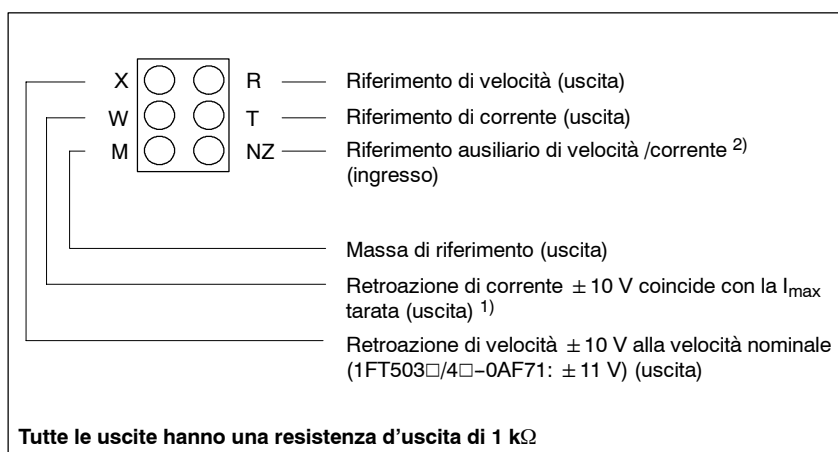 X R Riferimento di velocità (uscita)
W T Riferimento di corrente (uscita)
M NZ Riferimento ausiliario di velocità /corrente 2)
(ingresso)
Massa di riferimento (uscita)
Retroazione di corrente ± 10 V coincide con la Imax
tarata (uscita) 1)
Retroazione di velocità ± 10 V alla velocità nominale
(1FT503□/4□–0AF71: ± 11 V) (uscita)
Tutte le uscite hanno una resistenza d'uscita di 1 kΩ